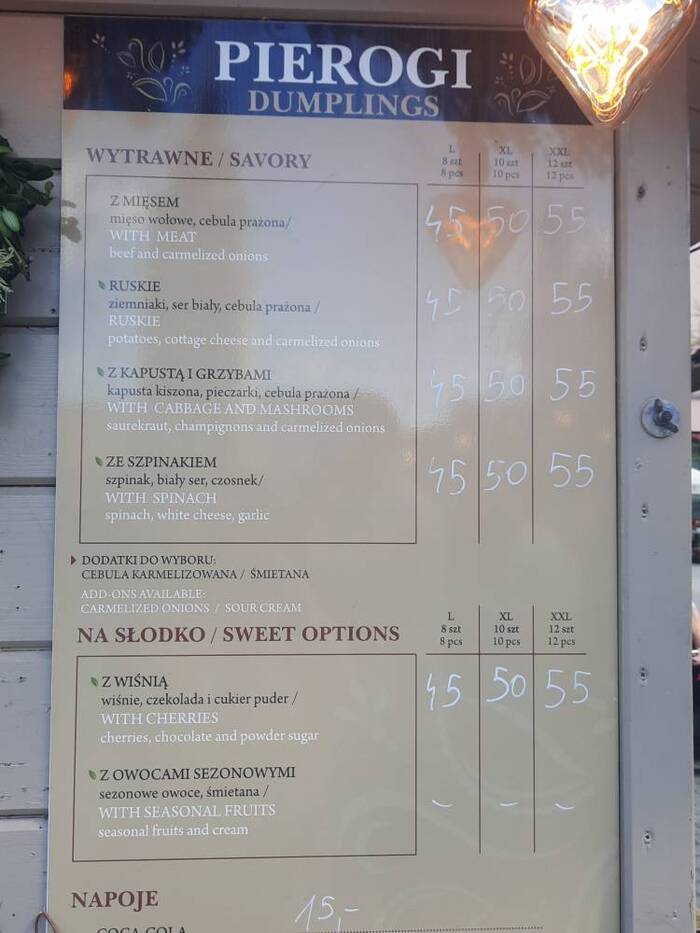 PIEROGI
DUMPLINGS
WYTRAWNE / SAVORY
L XL XXL
8 szt 10 szt 12 szt
8 pcs 10 pcs 12 pcs
Z MIĘSEM
mięso wołowe, cebula prażona/
WITH MEAT
beef and carmelized onions
45 50 55
RUSKIE
ziemniaki, ser biały, cebula prażona /
RUSKIE
potatoes, cottage cheese and carmelized onions
45 50 55
Z KAPUSTĄ I GRZYBAMI
kapusta kiszona, pieczarki, cebula prażona /
WITH CABBAGE AND MASHROOMS
saurekraut, champignons and carmelized onions
45 50 55
ZE SZPINAKIEM
szpinak, biały ser, czosnek/
WITH SPINACH
spinach, white cheese, garlic
45 50 55
DODATKI DO WYBORU:
CEBULA KARMELIZOWANA / ŚMIETANA
ADD-ONS AVAILABLE:
CARMELIZED ONIONS / SOUR CREAM
NA SŁODKO / SWEET OPTIONS
L XL XXL
8 szt 10 szt 12 szt
8 pcs 10 pcs 12 pcs
Z WIŚNIĄ
wiśnie, czekolada i cukier puder /
WITH CHERRIES
cherries, chocolate and powder sugar
45 50 55
Z OWOCAMI SEZONOWYMI
sezonowe owoce, śmietana /
WITH SEASONAL FRUITS
seasonal fruits and cream
- - -
NAPOJE
COCA COLA 15,-